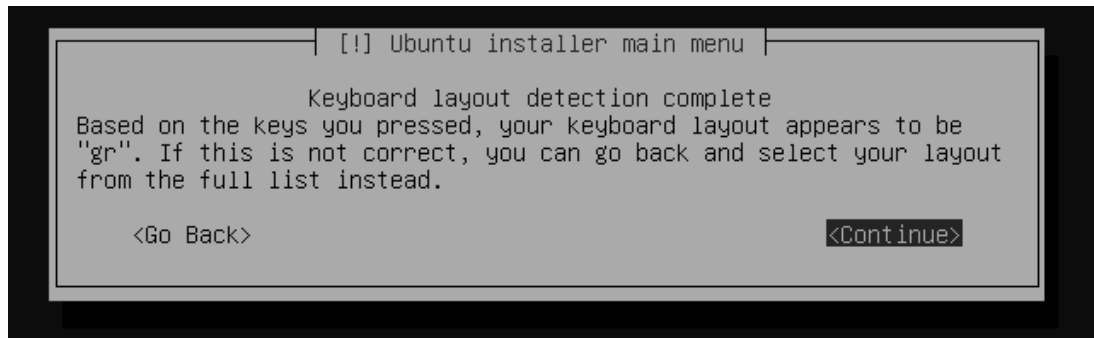 [!] Ubuntu installer main menu
Keyboard layout detection complete
Based on the keys you pressed, your keyboard layout appears to be
"gr". If this is not correct, you can go back and select your layout
from the full list instead.
<Go Back> <Continue>